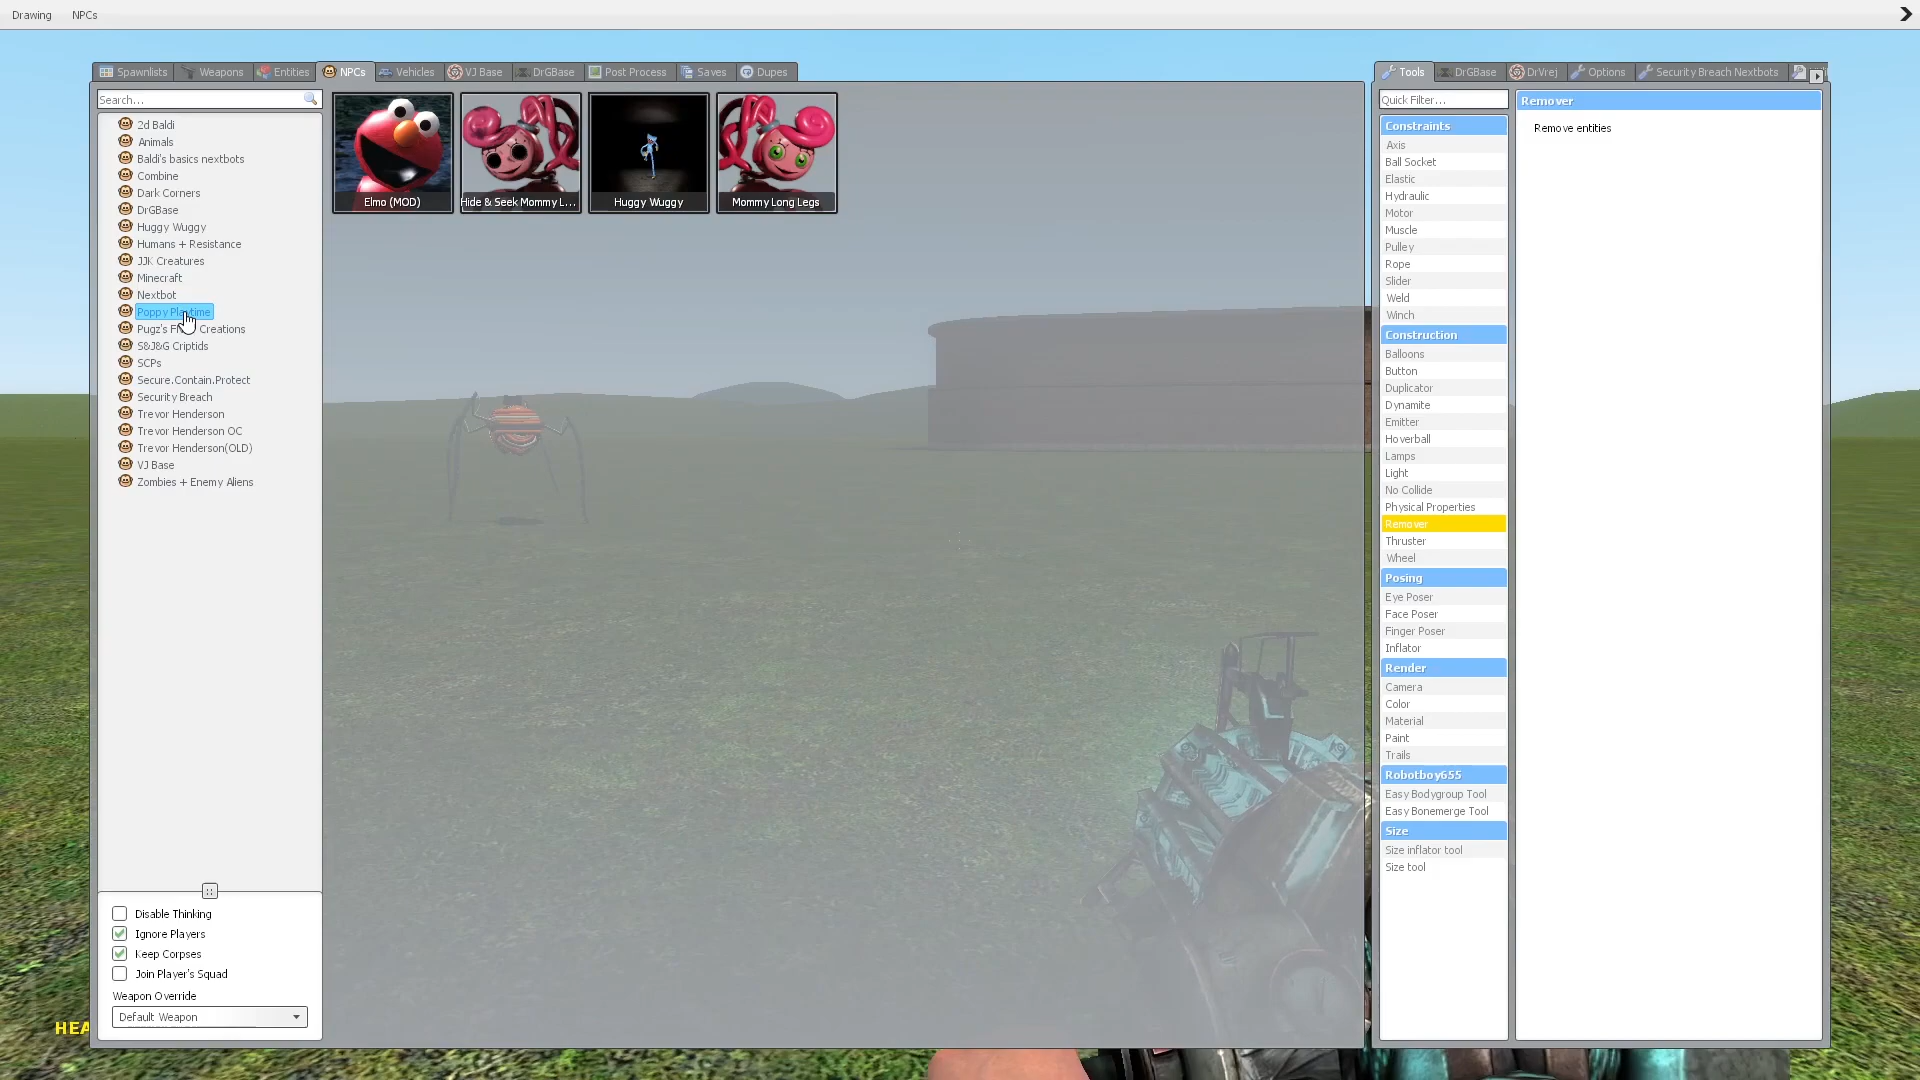 Drawing NPCs
Spawnlists Weapons Entities NPCs Vehicles VJ Base DrGBase Post Process Saves Dupes
Search...
2d Baldi
Animals
Baldi's basics nextbots
Combine
Dark Corners
DrGBase
Huggy Wuggy
Humans + Resistance
JJK Creatures
Minecraft
Nextbot
Poppy Playtime
Pugz's Creations
S&J&G Criptids
SCPs
Secure.Contain.Protect
Security Breach
Trevor Henderson
Trevor Henderson OC
Trevor Henderson(OLD)
VJ Base
Zombies + Enemy Aliens
Disable Thinking
Ignore Players
Keep Corpses
Join Player's Squad
Weapon Override
Default Weapon
HEA
Elmo (MOD)
Hide & Seek Mommy L...
Huggy Wuggy
Mommy Long Legs
Tools DrGBase DrVrej Options Security Breach Nextbots
Quick Filter...
Constraints
Axis
Ball Socket
Elastic
Hydraulic
Motor
Muscle
Pulley
Rope
Slider
Weld
Winch
Construction
Balloons
Button
Duplicator
Dynamite
Emitter
Hoverball
Lamps
Light
No Collide
Physical Properties
Remover
Thruster
Wheel
Posing
Eye Poser
Face Poser
Finger Poser
Inflator
Render
Camera
Color
Material
Paint
Trails
Robotboy655
Easy Bodygroup Tool
Easy Bonemerge Tool
Size
Size inflator tool
Size tool
Remover
Remove entities